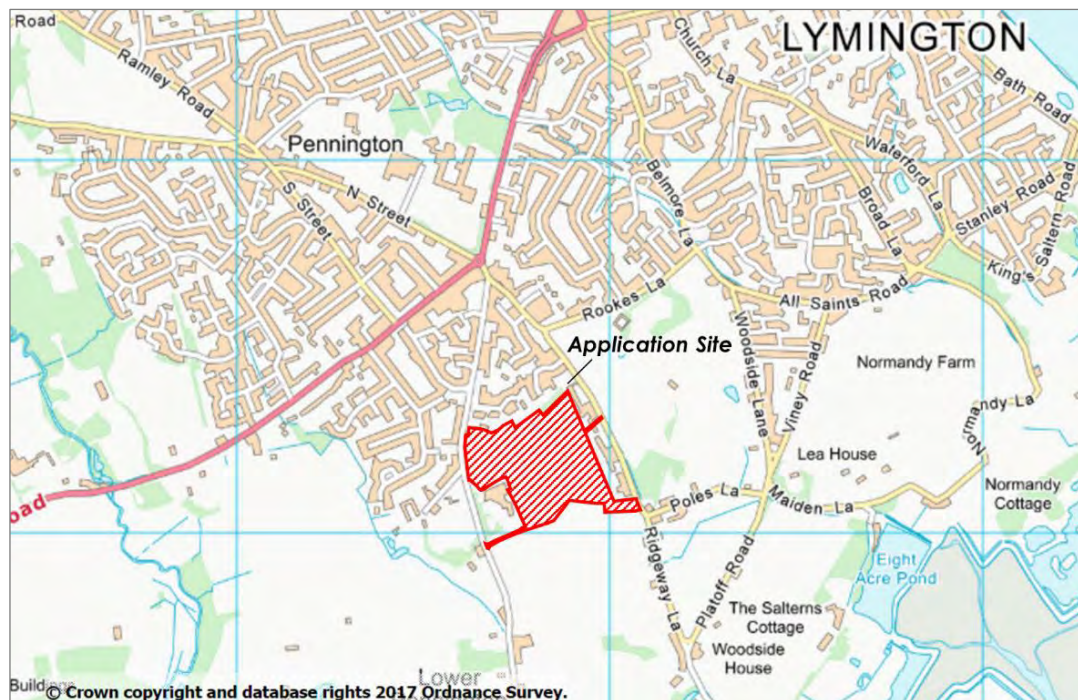 LYMINGTON
Road
Ramley Road
Church La
Bath Road
Pennington
Waterford La
Belmore La
S Street
N Street
Broad La
Stanley Road
King's Saltern Road
Rookes La
All Saints Road
Application Site
Woodside Lane
Viney Road
Normandy Farm
Normandy La
Lea House
Poles La
Maiden La
Normandy Cottage
oad
Ridgeway La
Platoff Road
Eight
Acre Pond
The Salterns
Cottage
Woodside
House
Lower
Buildings
© Crown copyright and database rights 2017 Ordnance Survey.